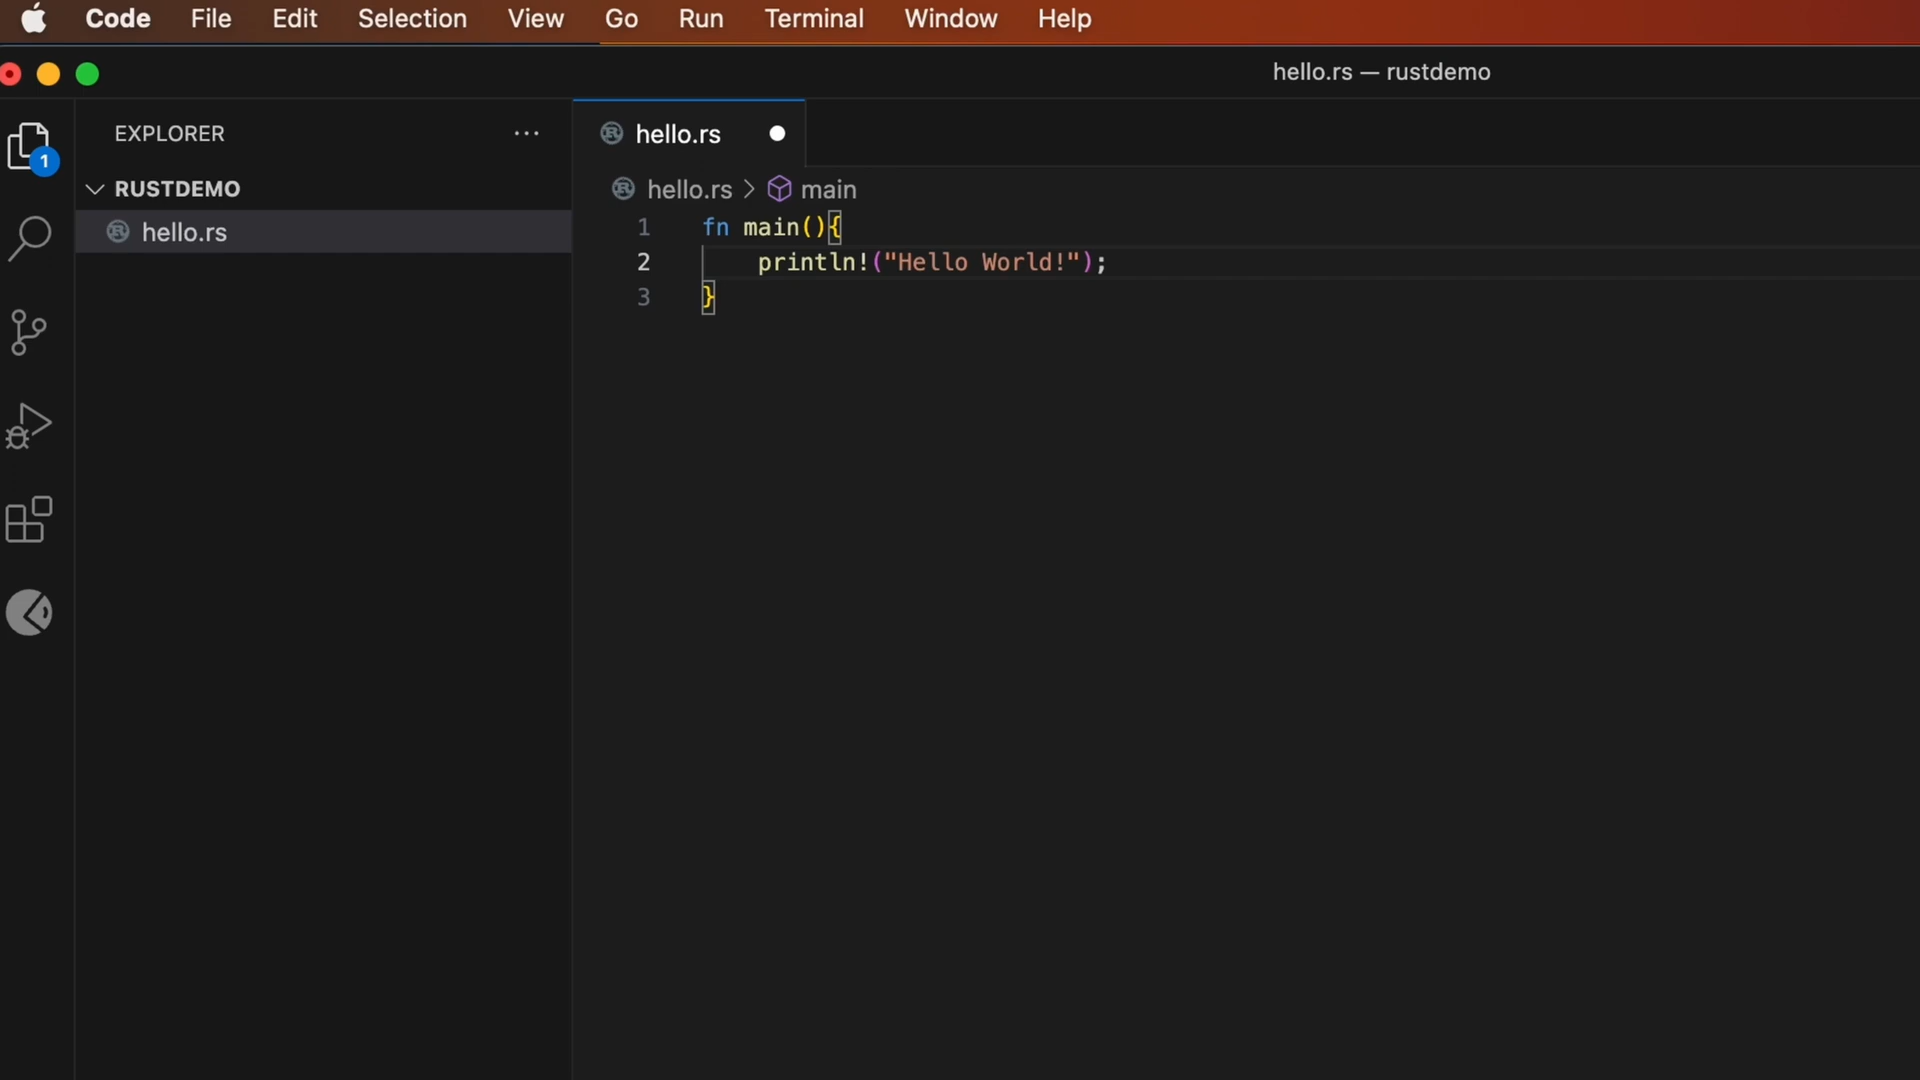 Code File Edit Selection View Go Run Terminal Window Help
hello.rs — rustdemo
EXPLORER
hello.rs
1
RUSTDEMO
hello.rs > main
hello.rs
1 fn main(){
2 println!("Hello World!");
3 }